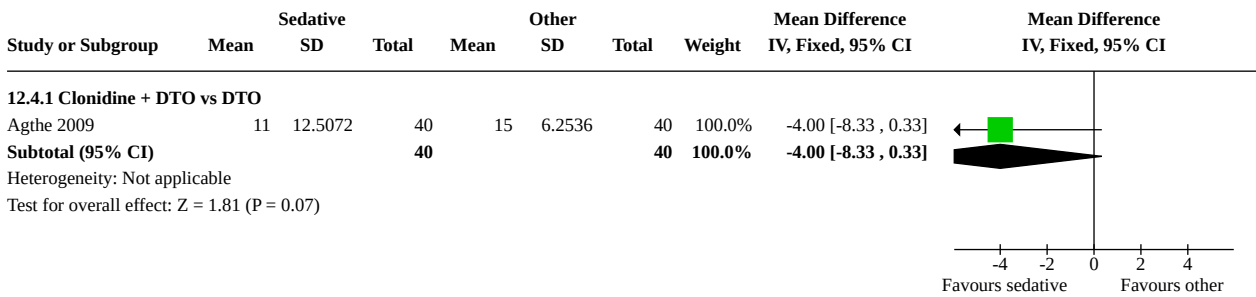 Sedative Other Mean Difference Mean Difference
Study or Subgroup Mean SD Total Mean SD Total Weight IV, Fixed, 95% CI IV, Fixed, 95% CI
12.4.1 Clonidine + DTO vs DTO
Agthe 2009 11 12.5072 40 15 6.2536 40 100.0% -4.00 [-8.33 , 0.33]
Subtotal (95% CI) 40 40 100.0% -4.00 [-8.33 , 0.33]
Heterogeneity: Not applicable
Test for overall effect: Z = 1.81 (P = 0.07)
-4 -2 0 2 4
Favours sedative Favours other